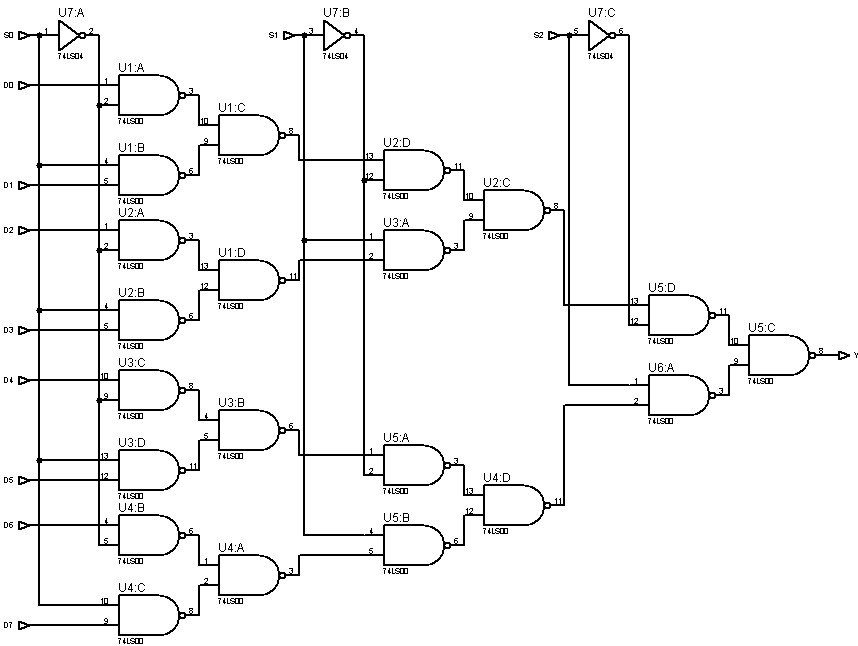 U7:A
U7:B
U7:C
S0
1
2
74LS04
S1
3
4
74LS04
S2
5
6
74LS04
U1:A
D0
1
2
3
74LS00
U1:C
10
9
8
74LS00
U1:B
D1
4
5
6
74LS00
U2:D
13
12
11
74LS00
U2:C
10
9
8
74LS00
U2:A
D2
1
2
3
74LS00
U3:A
1
2
3
74LS00
U1:D
13
12
11
74LS00
U2:B
D3
4
5
6
74LS00
U5:D
13
12
11
74LS00
U5:C
10
9
8
Y
74LS00
U3:C
D4
10
9
8
74LS00
U6:A
1
2
3
74LS00
U3:B
4
5
6
74LS00
U3:D
D5
13
12
11
74LS00
U5:A
1
2
3
74LS00
U4:D
13
12
11
74LS00
U4:B
D6
4
5
6
74LS00
U5:B
4
5
6
74LS00
U4:A
1
2
3
74LS00
U4:C
D7
10
9
8
74LS00